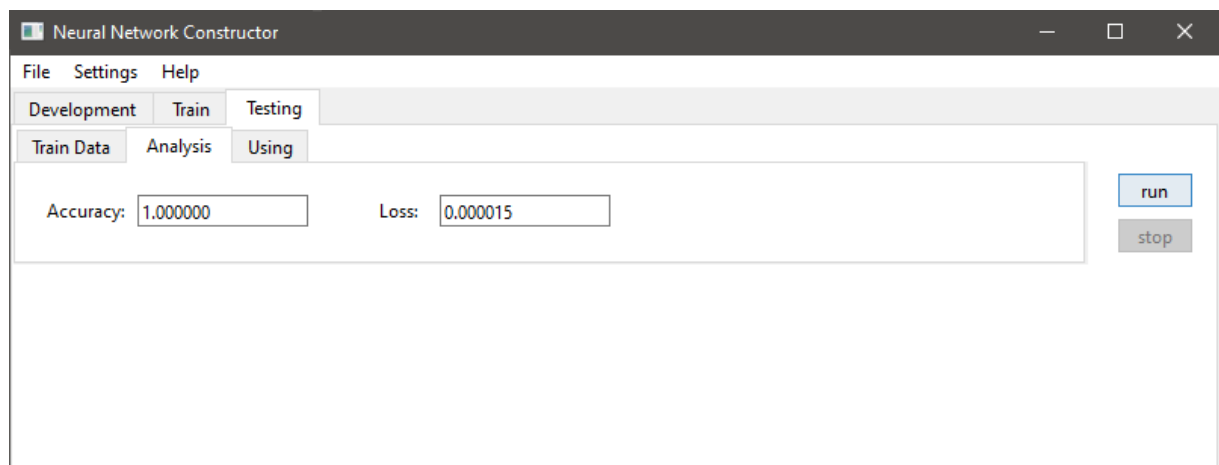 Neural Network Constructor
File Settings Help
Development Train Testing
Train Data Analysis Using
run
Accuracy: 1.000000 Loss: 0.000015
stop